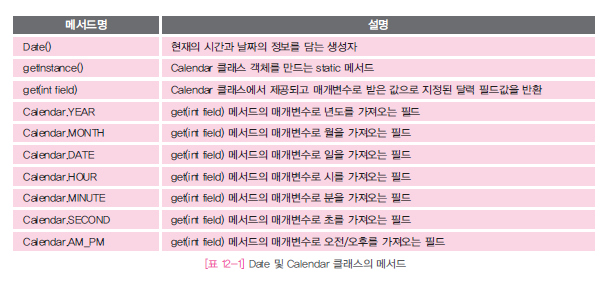 메서드명 설명
Date() 현재의 시간과 날짜의 정보를 담는 생성자
getInstance() Calendar 클래스 객체를 만드는 static 메서드
get(int field) Calendar 클래스에서 제공되고 매개변수로 받은 값으로 지정된 달력 필드값을 반환
Calendar.YEAR get(int field) 메서드의 매개변수로 년도를 가져오는 필드
Calendar.MONTH get(int field) 메서드의 매개변수로 월을 가져오는 필드
Calendar.DATE get(int field) 메서드의 매개변수로 일을 가져오는 필드
Calendar.HOUR get(int field) 메서드의 매개변수로 시를 가져오는 필드
Calendar.MINUTE get(int field) 메서드의 매개변수로 분을 가져오는 필드
Calendar.SECOND get(int field) 메서드의 매개변수로 초를 가져오는 필드
Calendar.AM_PM get(int field) 메서드의 매개변수로 오전/오후를 가져오는 필드
[표 12-1] Date 및 Calendar 클래스의 메서드